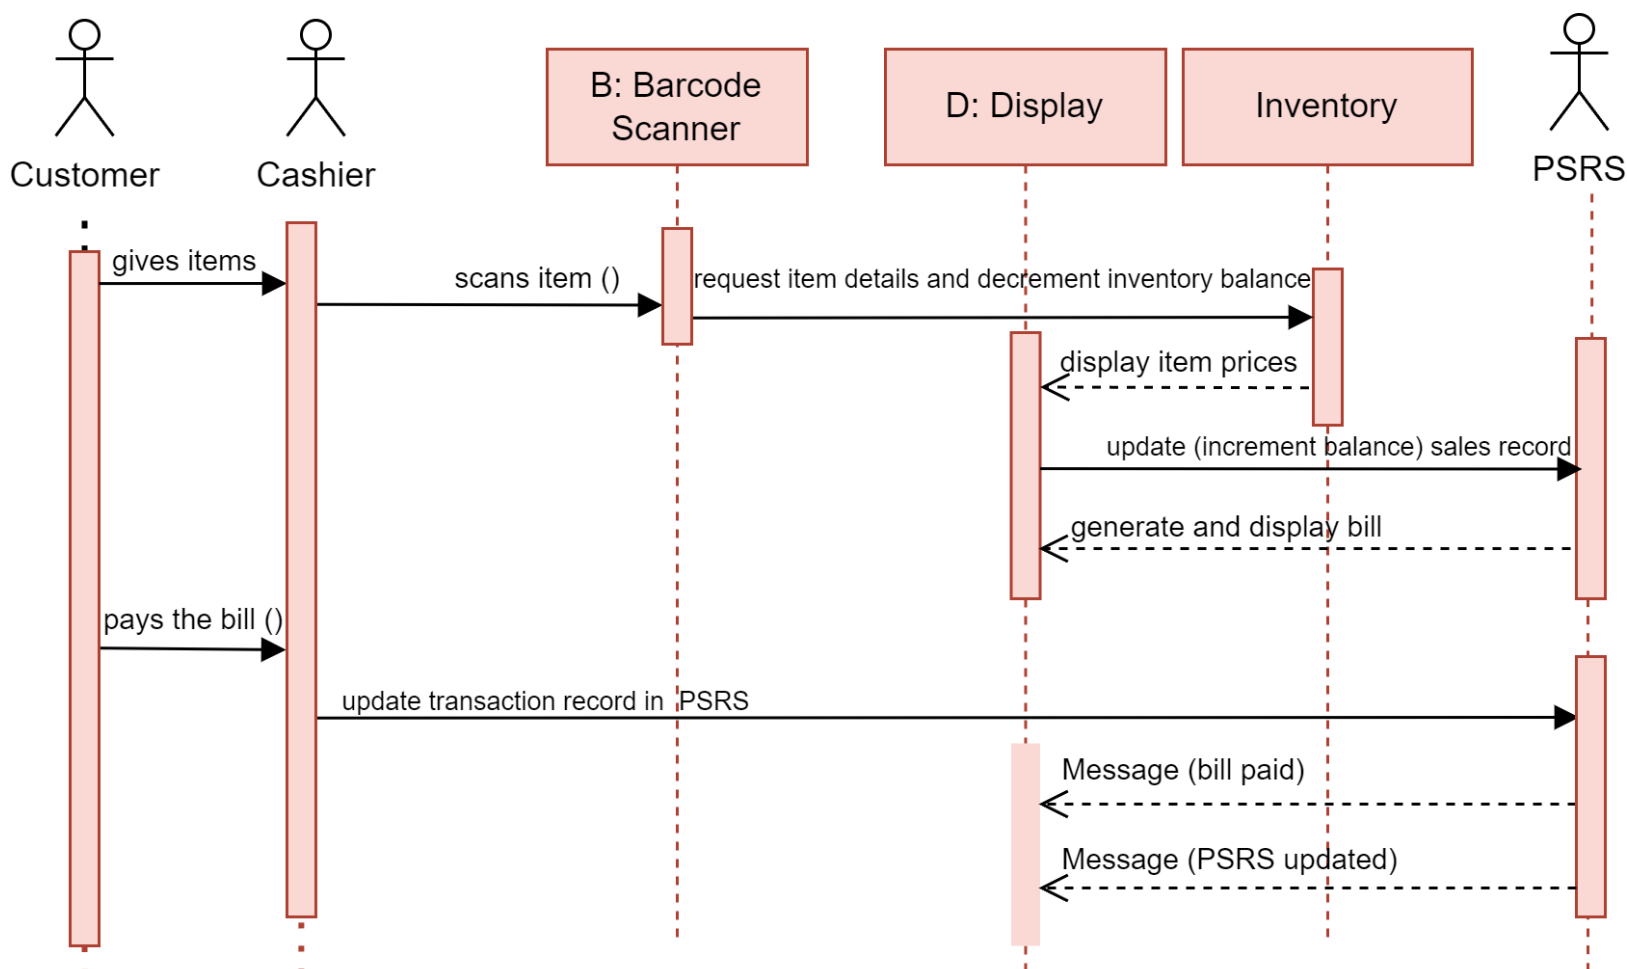 B: Barcode
Scanner
D: Display
Inventory
Customer
Cashier
PSRS
gives items
scans item ()
request item details and decrement inventory balance
display item prices
update (increment balance) sales record
generate and display bill
pays the bill ()
update transaction record in PSRS
Message (bill paid)
Message (PSRS updated)